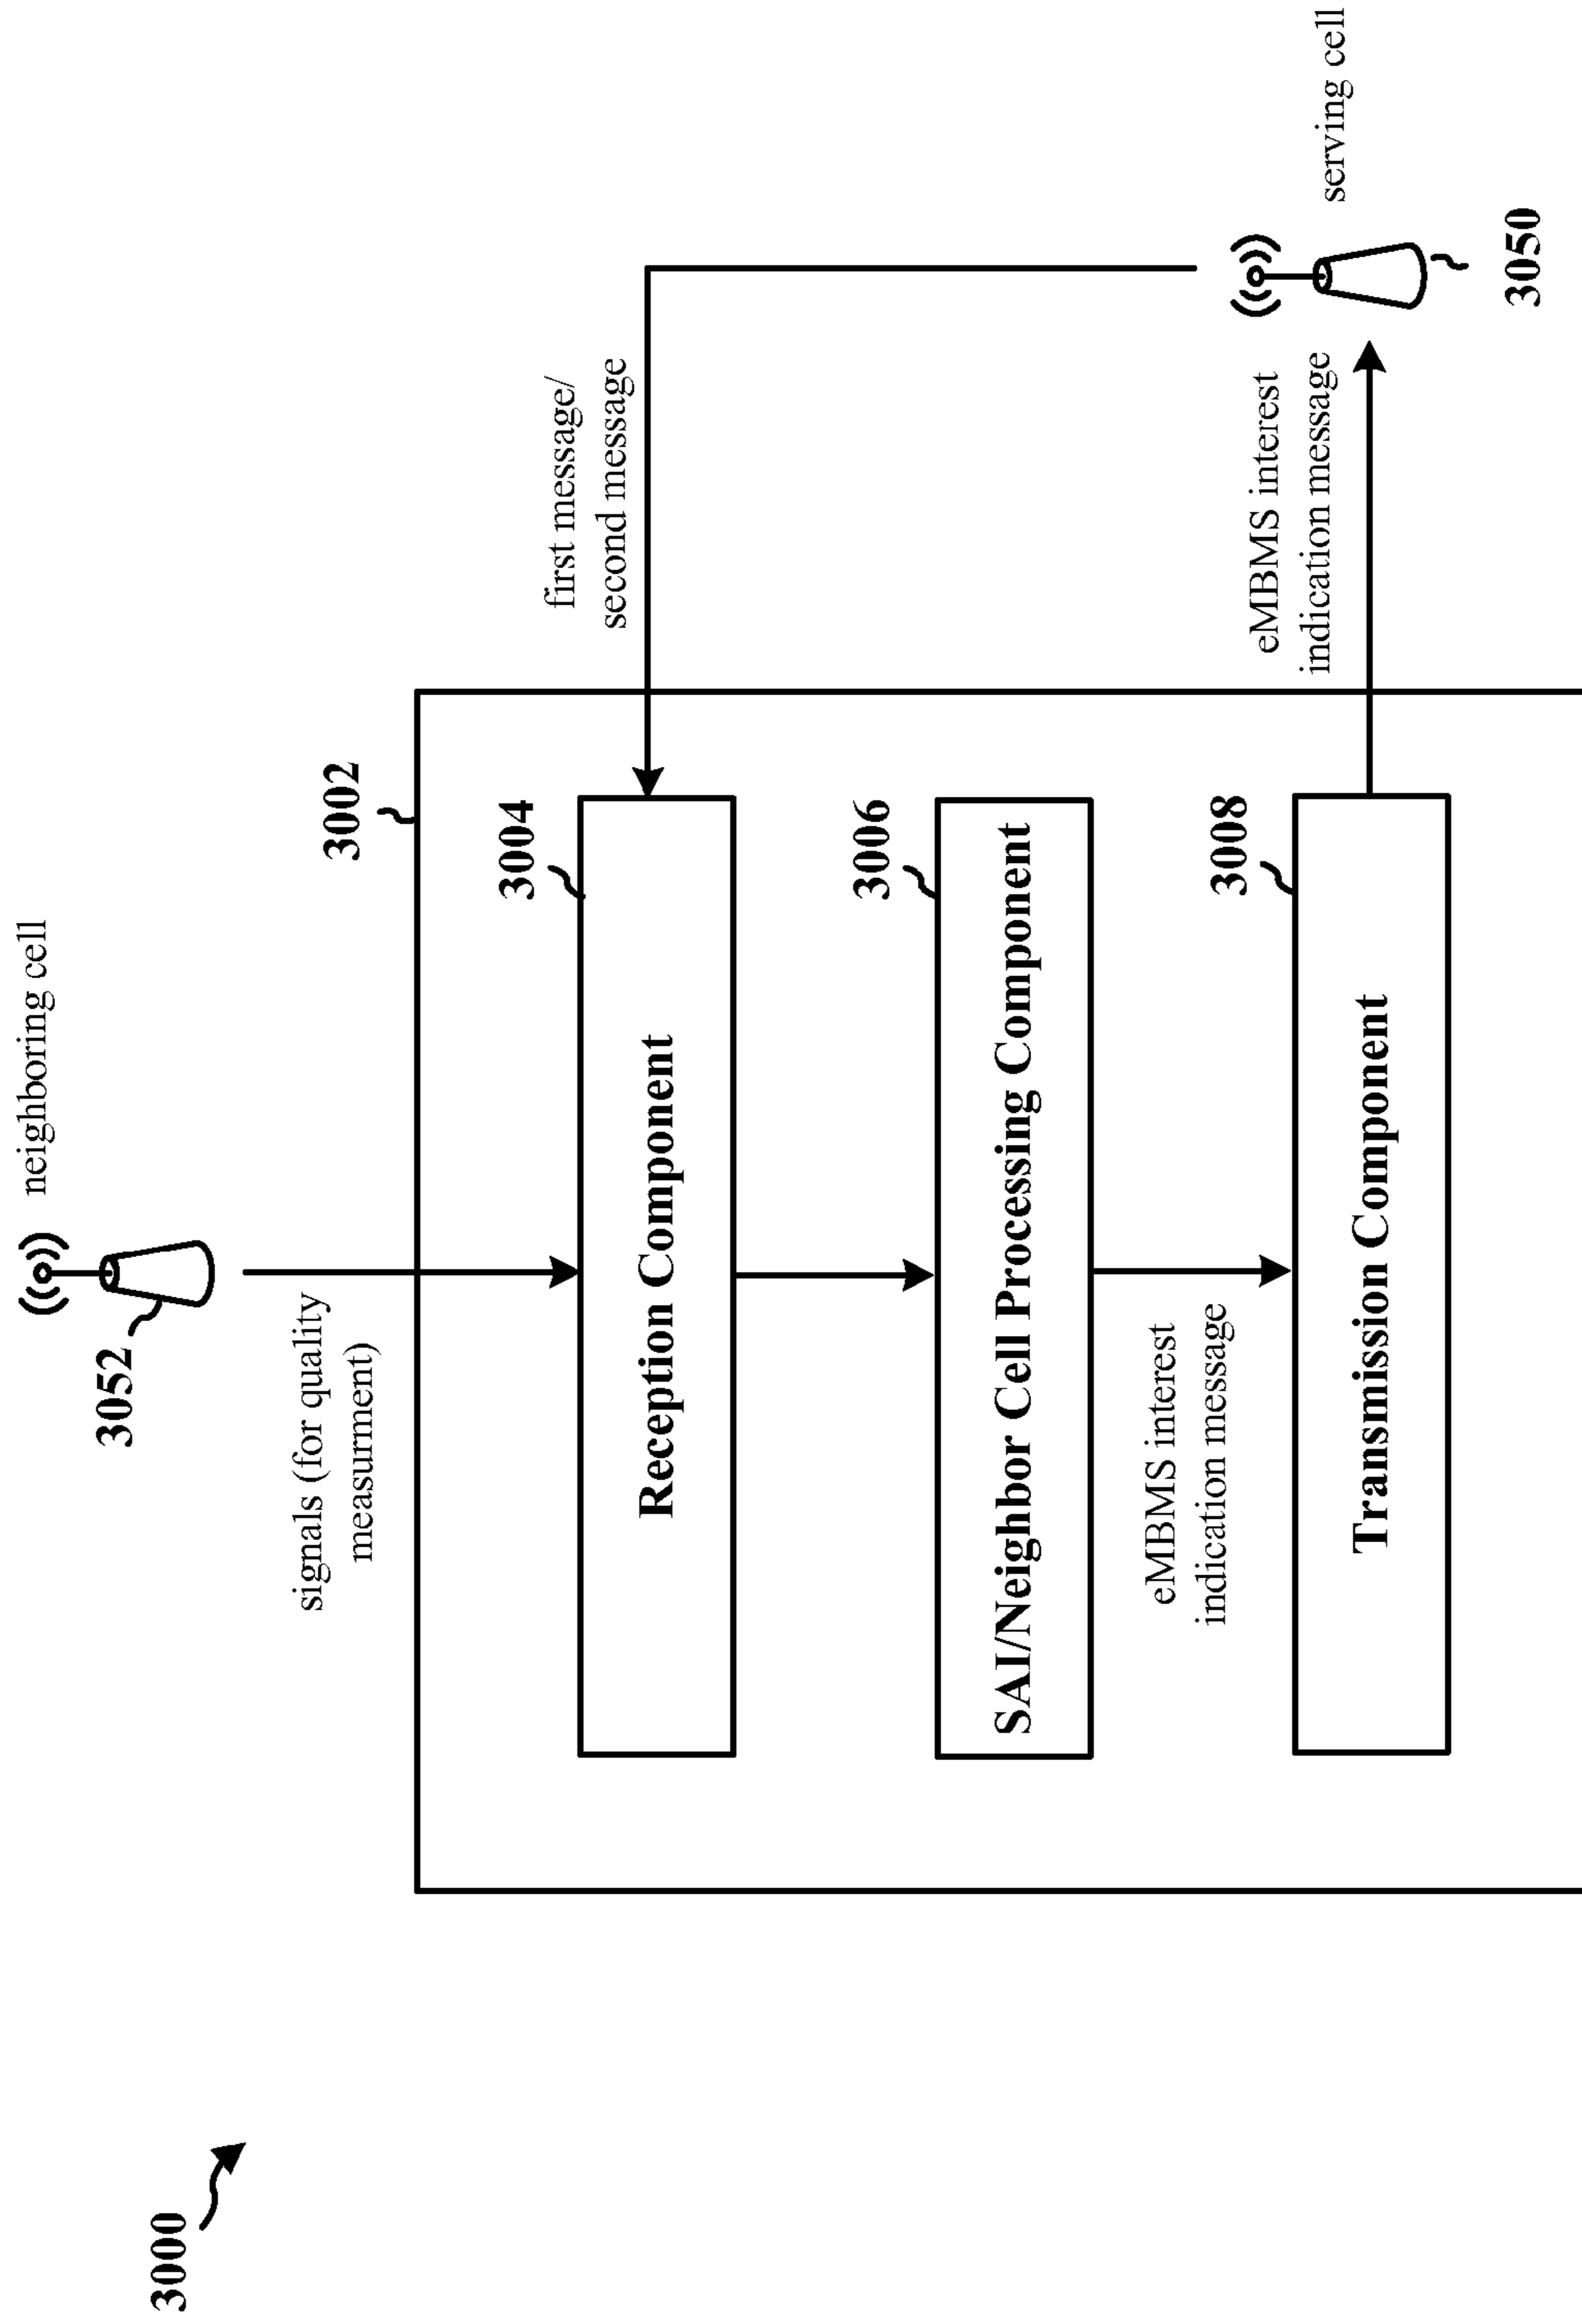 3000
neighboring cell
3052
signals (for quality
measurment)
3002
3004
Reception Component
first message/
second message
3006
SAI/Neighbor Cell Processing Component
eMBMS interest
indication message
3008
Transmission Component
eMBMS interest
indication message
serving cell
3050